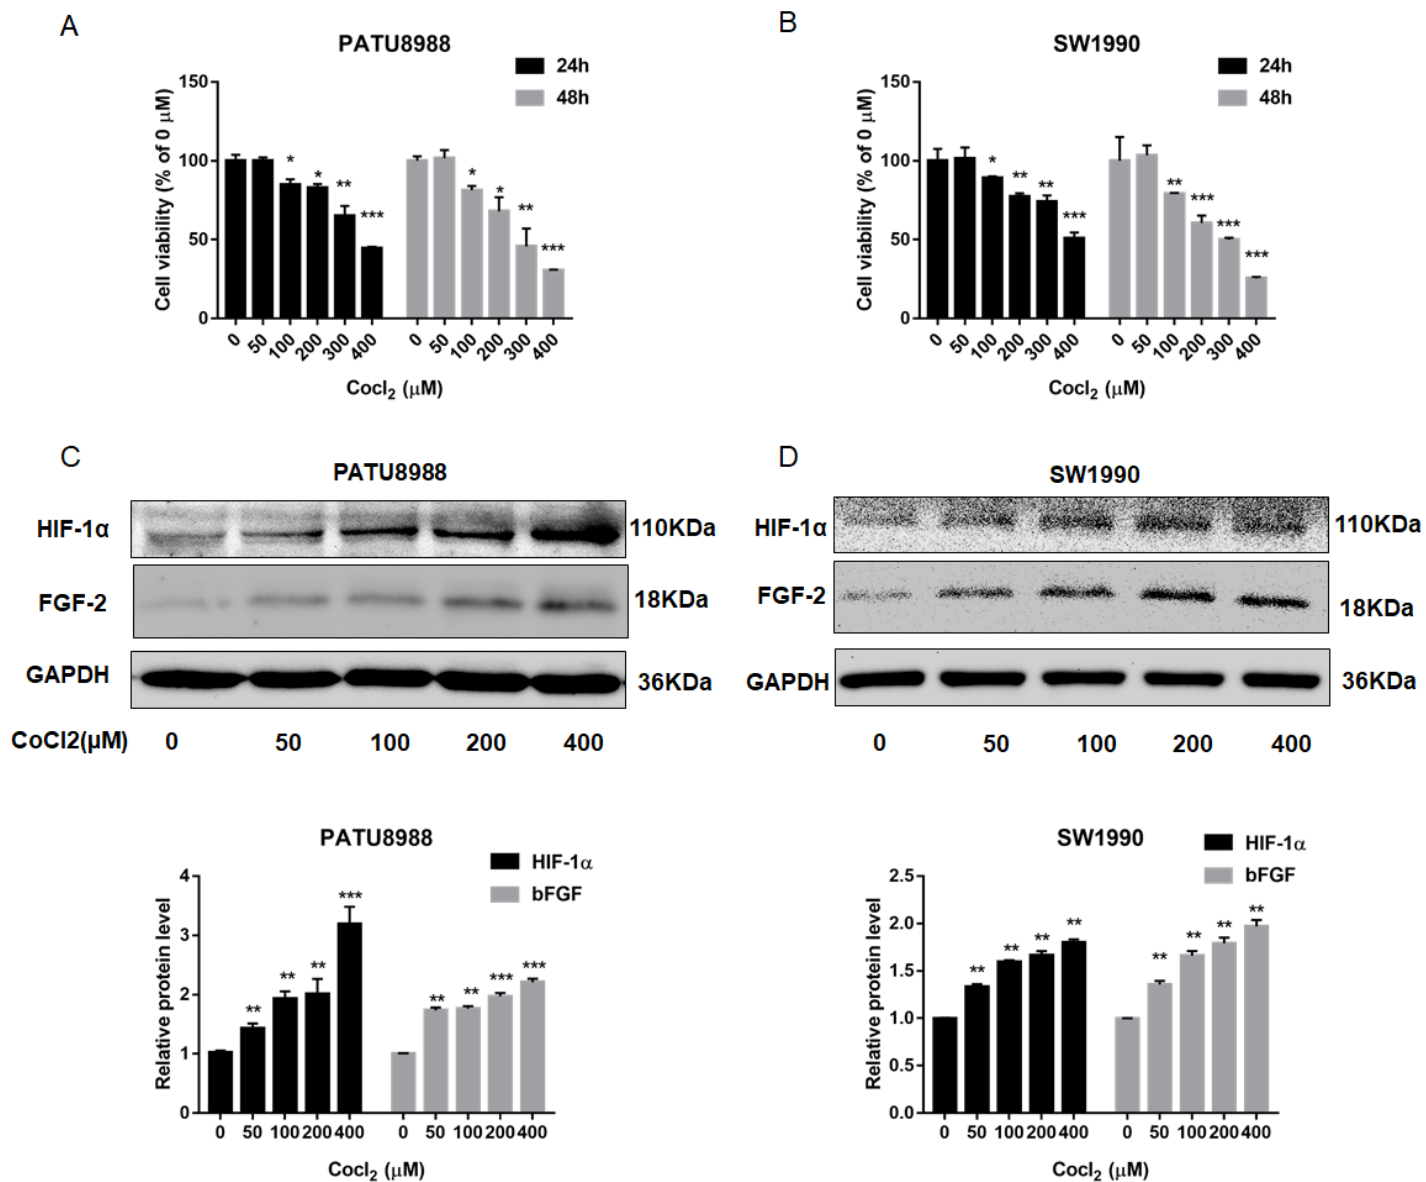 A
PATU8988
24h
48h
Cell viability (% of 0 μM)
150
100
50
0
* * ** *** * * ** ***
0 50 100 200 300 400 0 50 100 200 300 400
Cocl2 (μM)
B
SW1990
24h
48h
Cell viability (% of 0 μM)
150
100
50
0
* ** ** *** ** *** *** ***
0 50 100 200 300 400 0 50 100 200 300 400
Cocl2 (μM)
C
PATU8988
HIF-1α 110KDa
FGF-2 18KDa
GAPDH 36KDa
CoCl2(μM) 0 50 100 200 400
D
SW1990
HIF-1α 110KDa
FGF-2 18KDa
GAPDH 36KDa
0 50 100 200 400
PATU8988
HIF-1α
bFGF
Relative protein level
4
3
2
1
0
** ** ** *** ** ** *** ***
0 50 100 200 400 0 50 100 200 400
Cocl2 (μM)
SW1990
HIF-1α
bFGF
Relative protein level
2.5
2.0
1.5
1.0
0.5
0.0
** ** ** ** ** ** ** **
0 50 100 200 400 0 50 100 200 400
Cocl2 (μM)